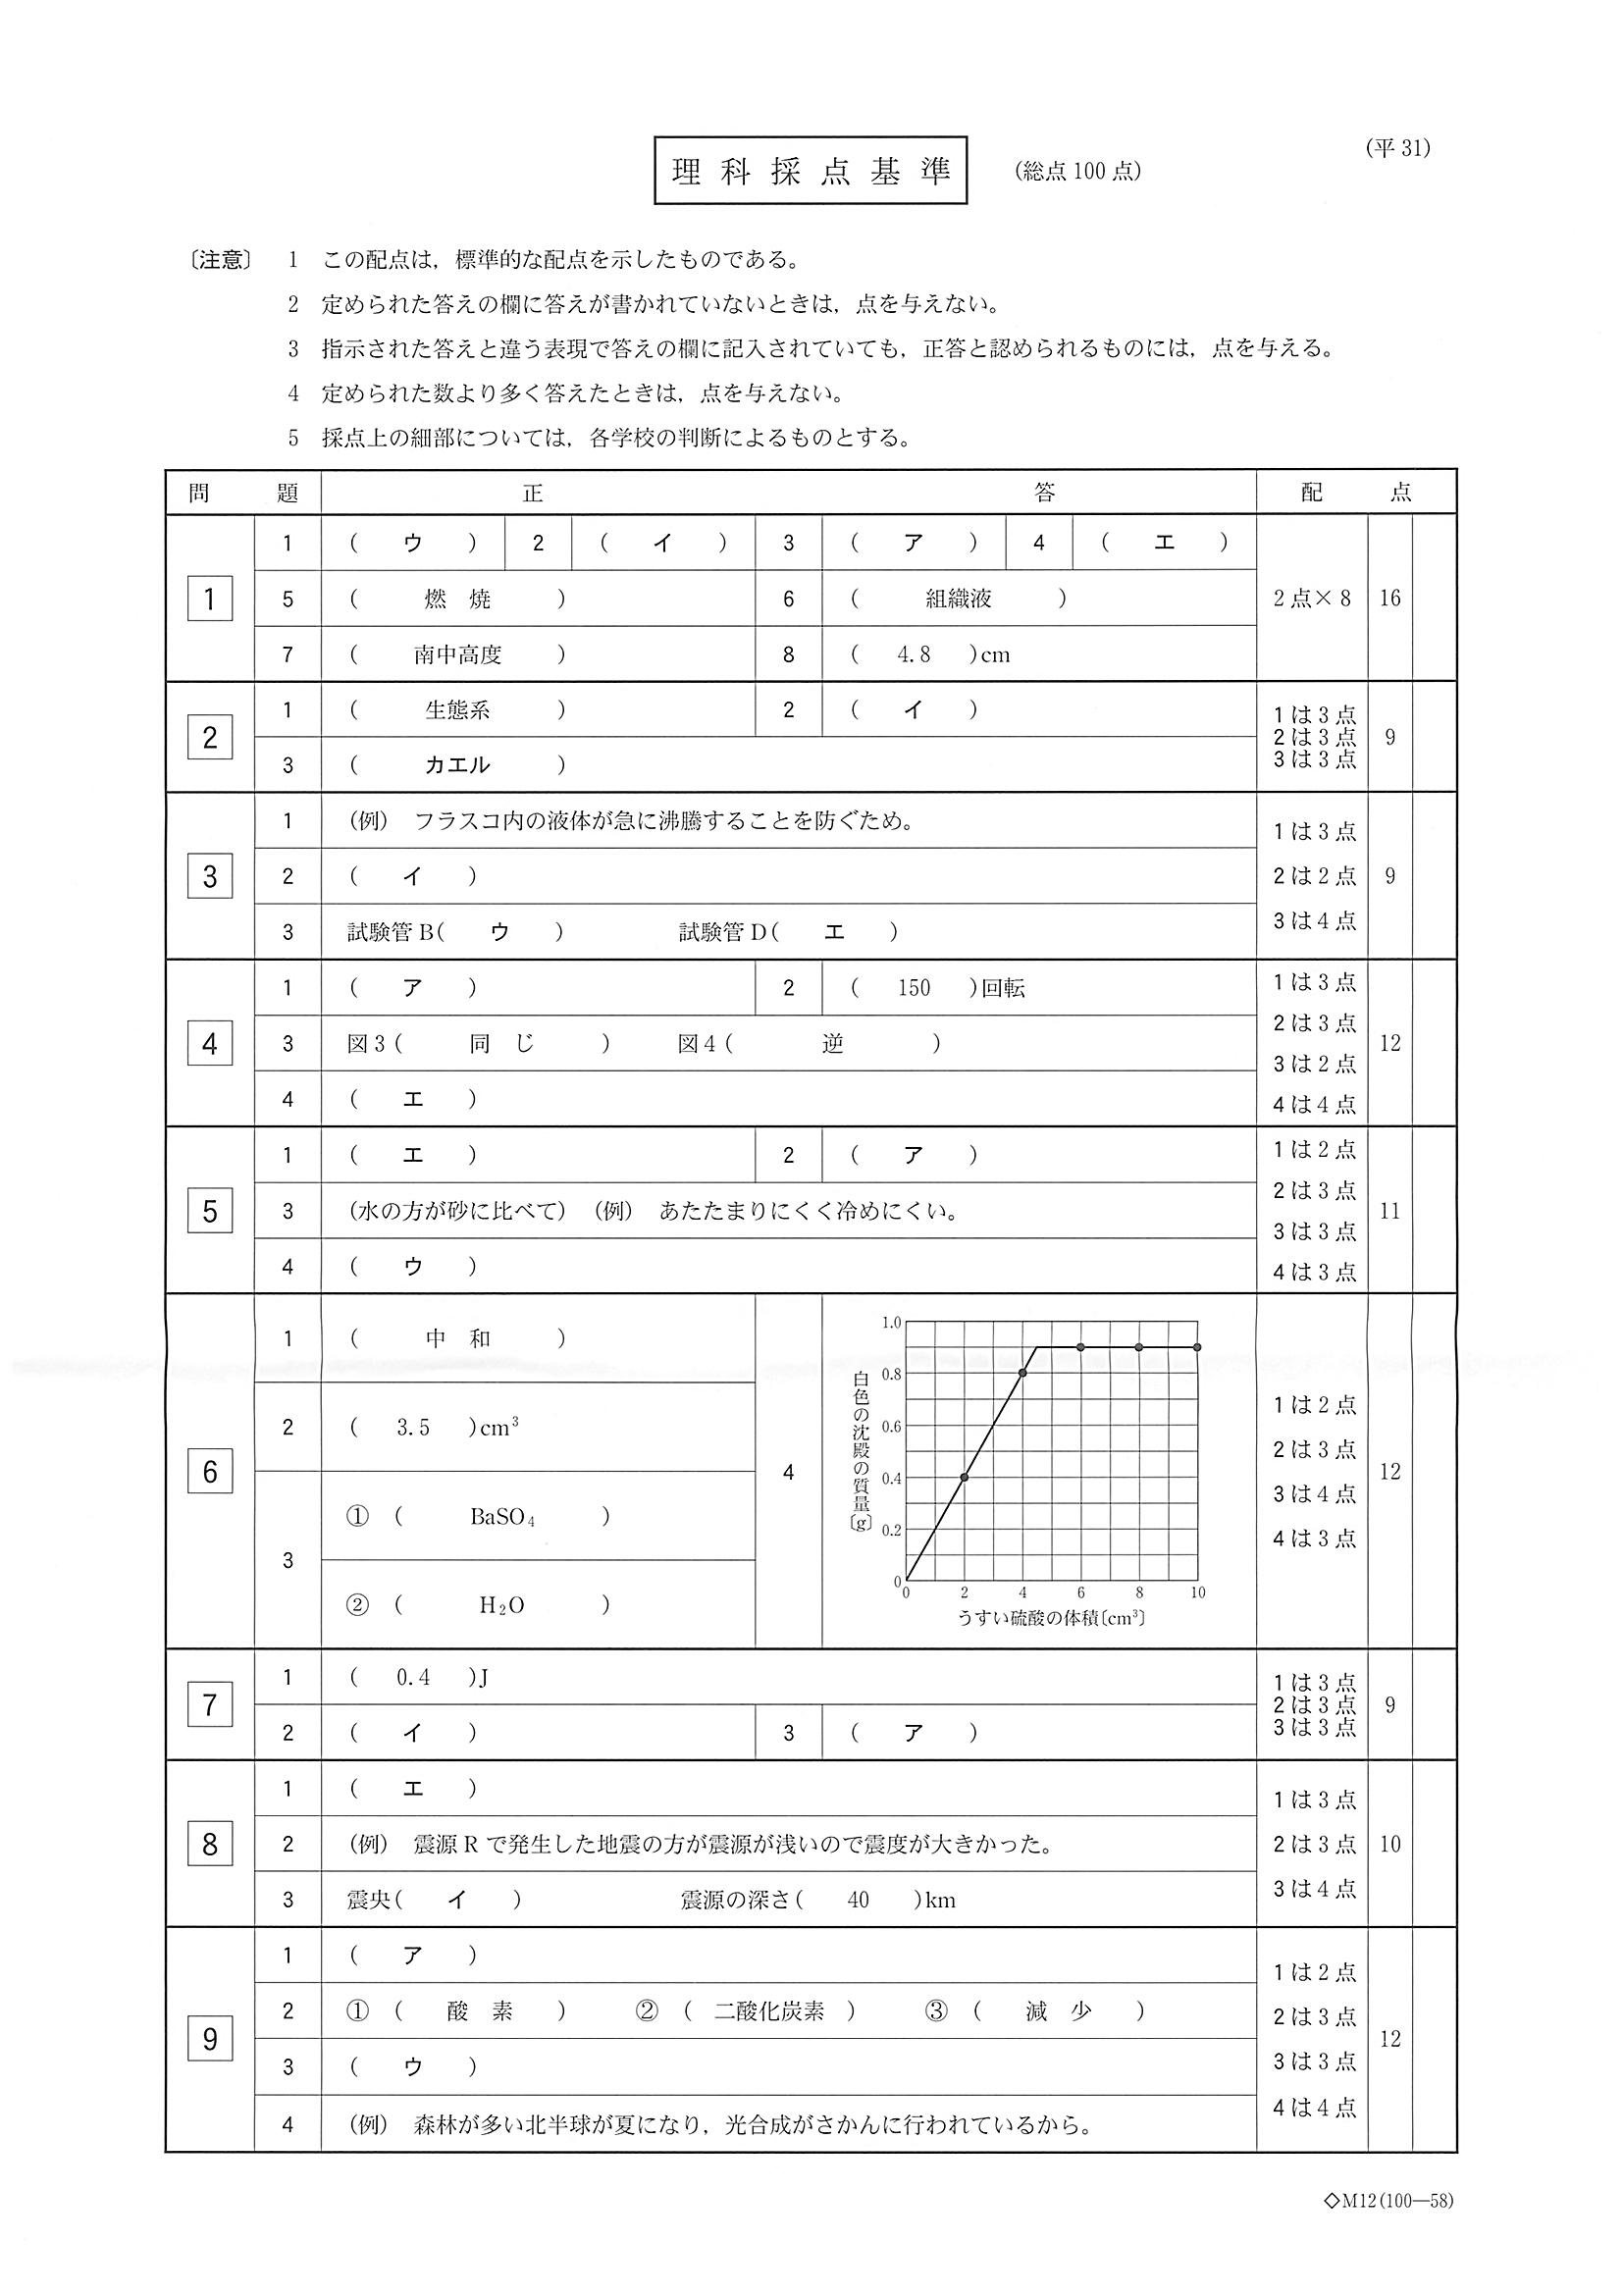 (平 31)
理科採点基準 (総点 100 点)
〔注意〕 1 この配点は，標準的な配点を示したものである。
2 定められた答えの欄に答えが書かれていないときは，点を与えない。
3 指示された答えと違う表現で答えの欄に記入されていても，正答と認められるものには，点を与える。
4 定められた数より多く答えたときは，点を与えない。
5 採点上の細部については，各学校の判断によるものとする。
問 題 正 答 配 点
1 1 ( ウ ) 2 ( イ ) 3 ( ア ) 4 ( エ ) 2 点×8 16
5 ( 燃 焼 ) 6 ( 組織液 )
7 ( 南中高度 ) 8 ( 4.8 )cm
2 1 ( 生態系 ) 2 ( イ ) 1は3点 2は3点 3は3点 9
3 ( カエル )
3 1 (例) フラスコ内の液体が急に沸騰することを防ぐため。 1は3点
2 ( イ ) 2は2点 9
3 試験管 B( ウ ) 試験管 D( エ ) 3は4点
4 1 ( ア ) 2 ( 150 )回転 1は3点
3 図 3 ( 同 じ ) 図 4 ( 逆 ) 2は3点 3は2点 12
4 ( エ ) 4は4点
5 1 ( エ ) 2 ( ア ) 1は2点
3 (水の方が砂に比べて) (例) あたたまりにくく冷めにくい。 2は3点 3は3点 11
4 ( ウ ) 4は3点
6 1 ( 中 和 ) 1は2点
2 ( 3.5 )cm³ 2は3点
3 ① ( BaSO₄ ) 3は4点 12
② ( H₂O ) 4は3点
4
白色の沈殿の質量〔g〕
1.0
0.8
0.6
0.4
0.2
0
0 2 4 6 8 10
うすい硫酸の体積〔cm³〕
7 1 ( 0.4 )J 1は3点 2は3点 3は3点 9
2 ( イ ) 3 ( ア )
8 1 ( エ ) 1は3点
2 (例) 震源 R で発生した地震の方が震源が浅いので震度が大きかった。 2は3点 10
3 震央( イ ) 震源の深さ( 40 )km 3は4点
9 1 ( ア ) 1は2点
2 ① ( 酸 素 ) ② ( 二酸化炭素 ) ③ ( 減 少 ) 2は3点 12
3 ( ウ ) 3は3点
4 (例) 森林が多い北半球が夏になり，光合成がさかんに行われているから。 4は4点
◇M12(100—58)